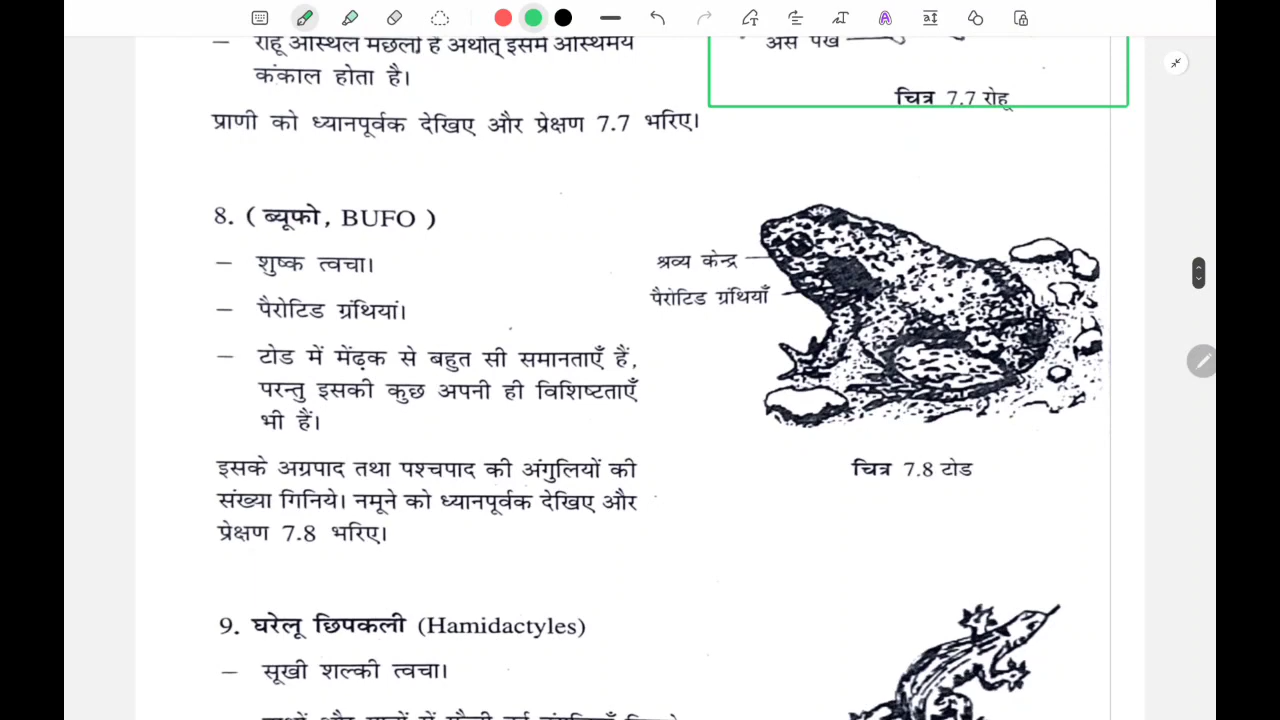 – रोहू अस्थिल मछली है अर्थात् इसमें अस्थिमय
कंकाल होता है।
प्राणी को ध्यानपूर्वक देखिए और प्रेक्षण 7.7 भरिए।
अंस पंख
चित्र 7.7 रोहू
8. ( ब्यूफो, BUFO )
– शुष्क त्वचा।
– पैरोटिड ग्रंथियां।
– टोड में मेंढ़क से बहुत सी समानताएँ हैं,
परन्तु इसकी कुछ अपनी ही विशिष्टताएँ
भी हैं।
इसके अग्रपाद तथा पश्चपाद की अंगुलियों की
संख्या गिनिये। नमूने को ध्यानपूर्वक देखिए और
प्रेक्षण 7.8 भरिए।
श्रव्य केन्द्र
पैरोटिड ग्रंथियाँ
चित्र 7.8 टोड
9. घरेलू छिपकली (Hamidactyles)
– सूखी शल्की त्वचा।